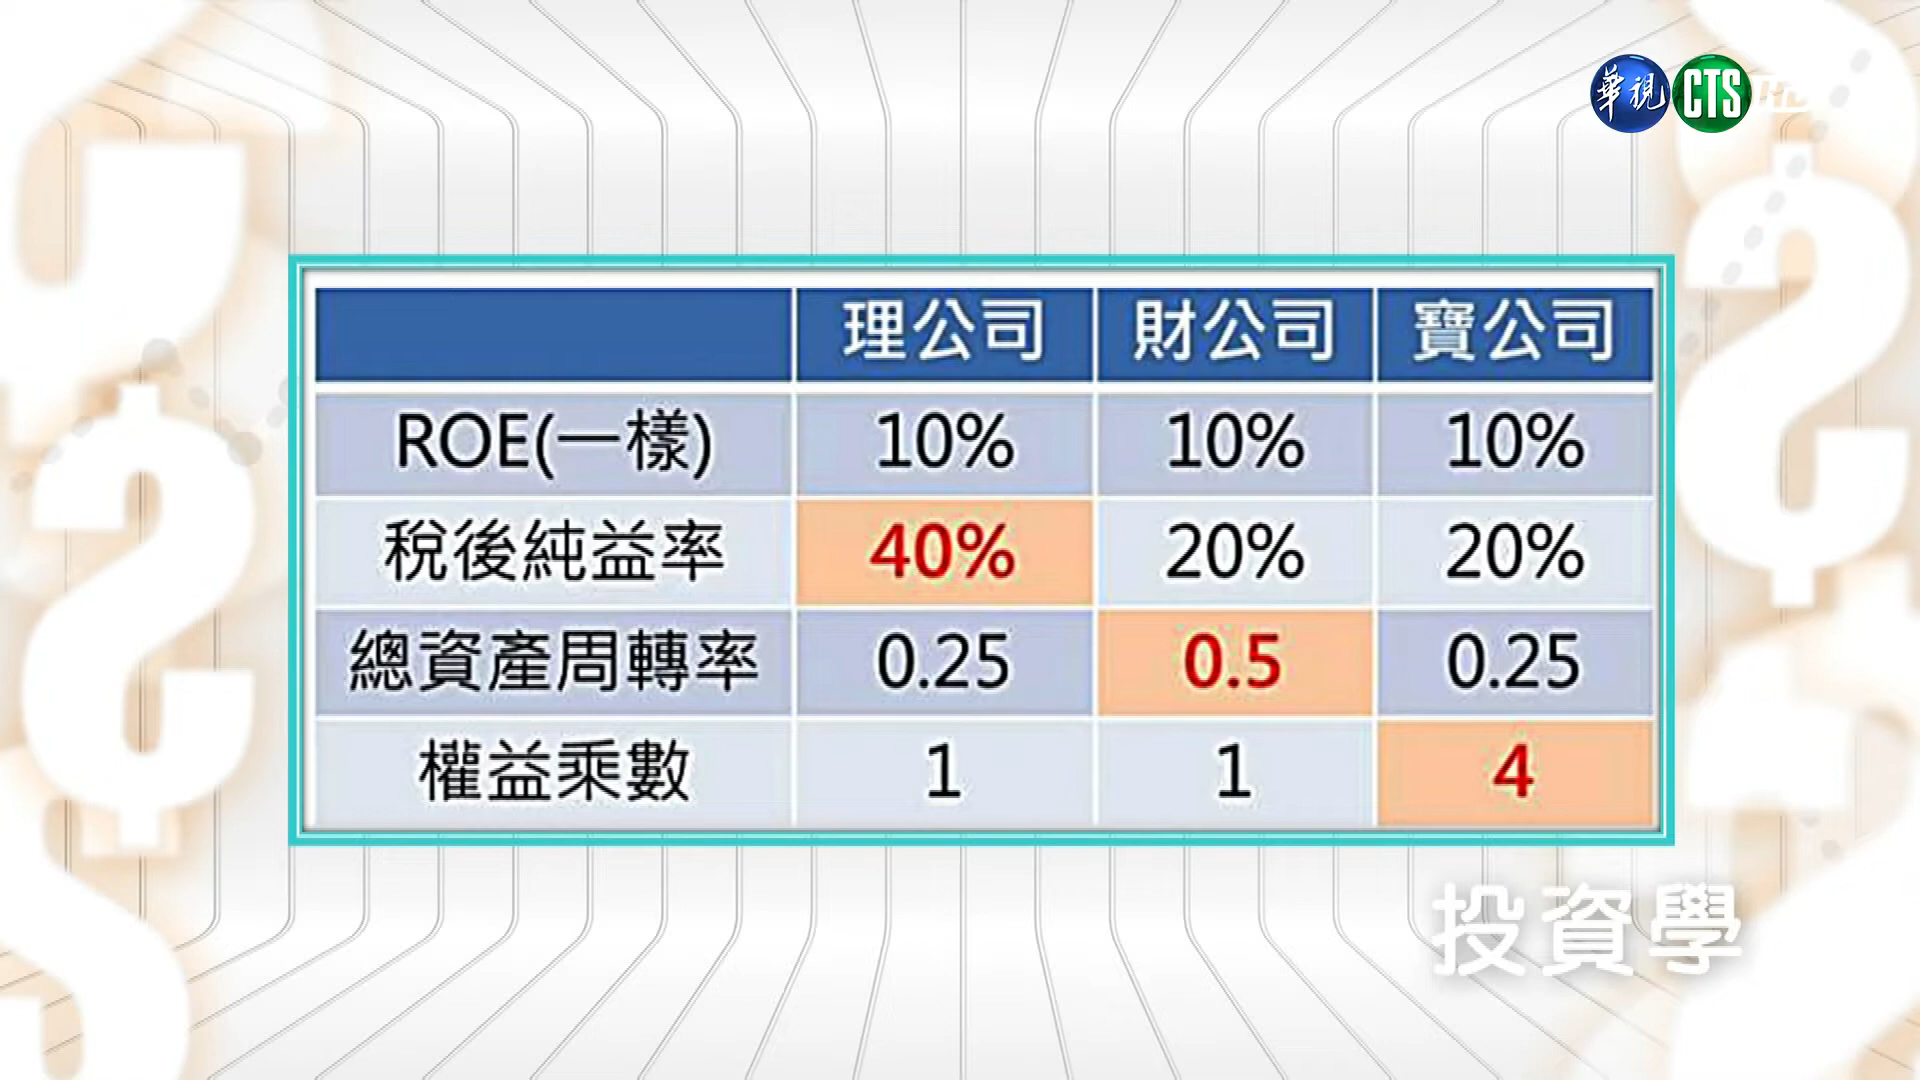 華視 CTS
理公司 財公司 寶公司
ROE(一樣) 10% 10% 10%
稅後純益率 40% 20% 20%
總資產周轉率 0.25 0.5 0.25
權益乘數 1 1 4
投資學